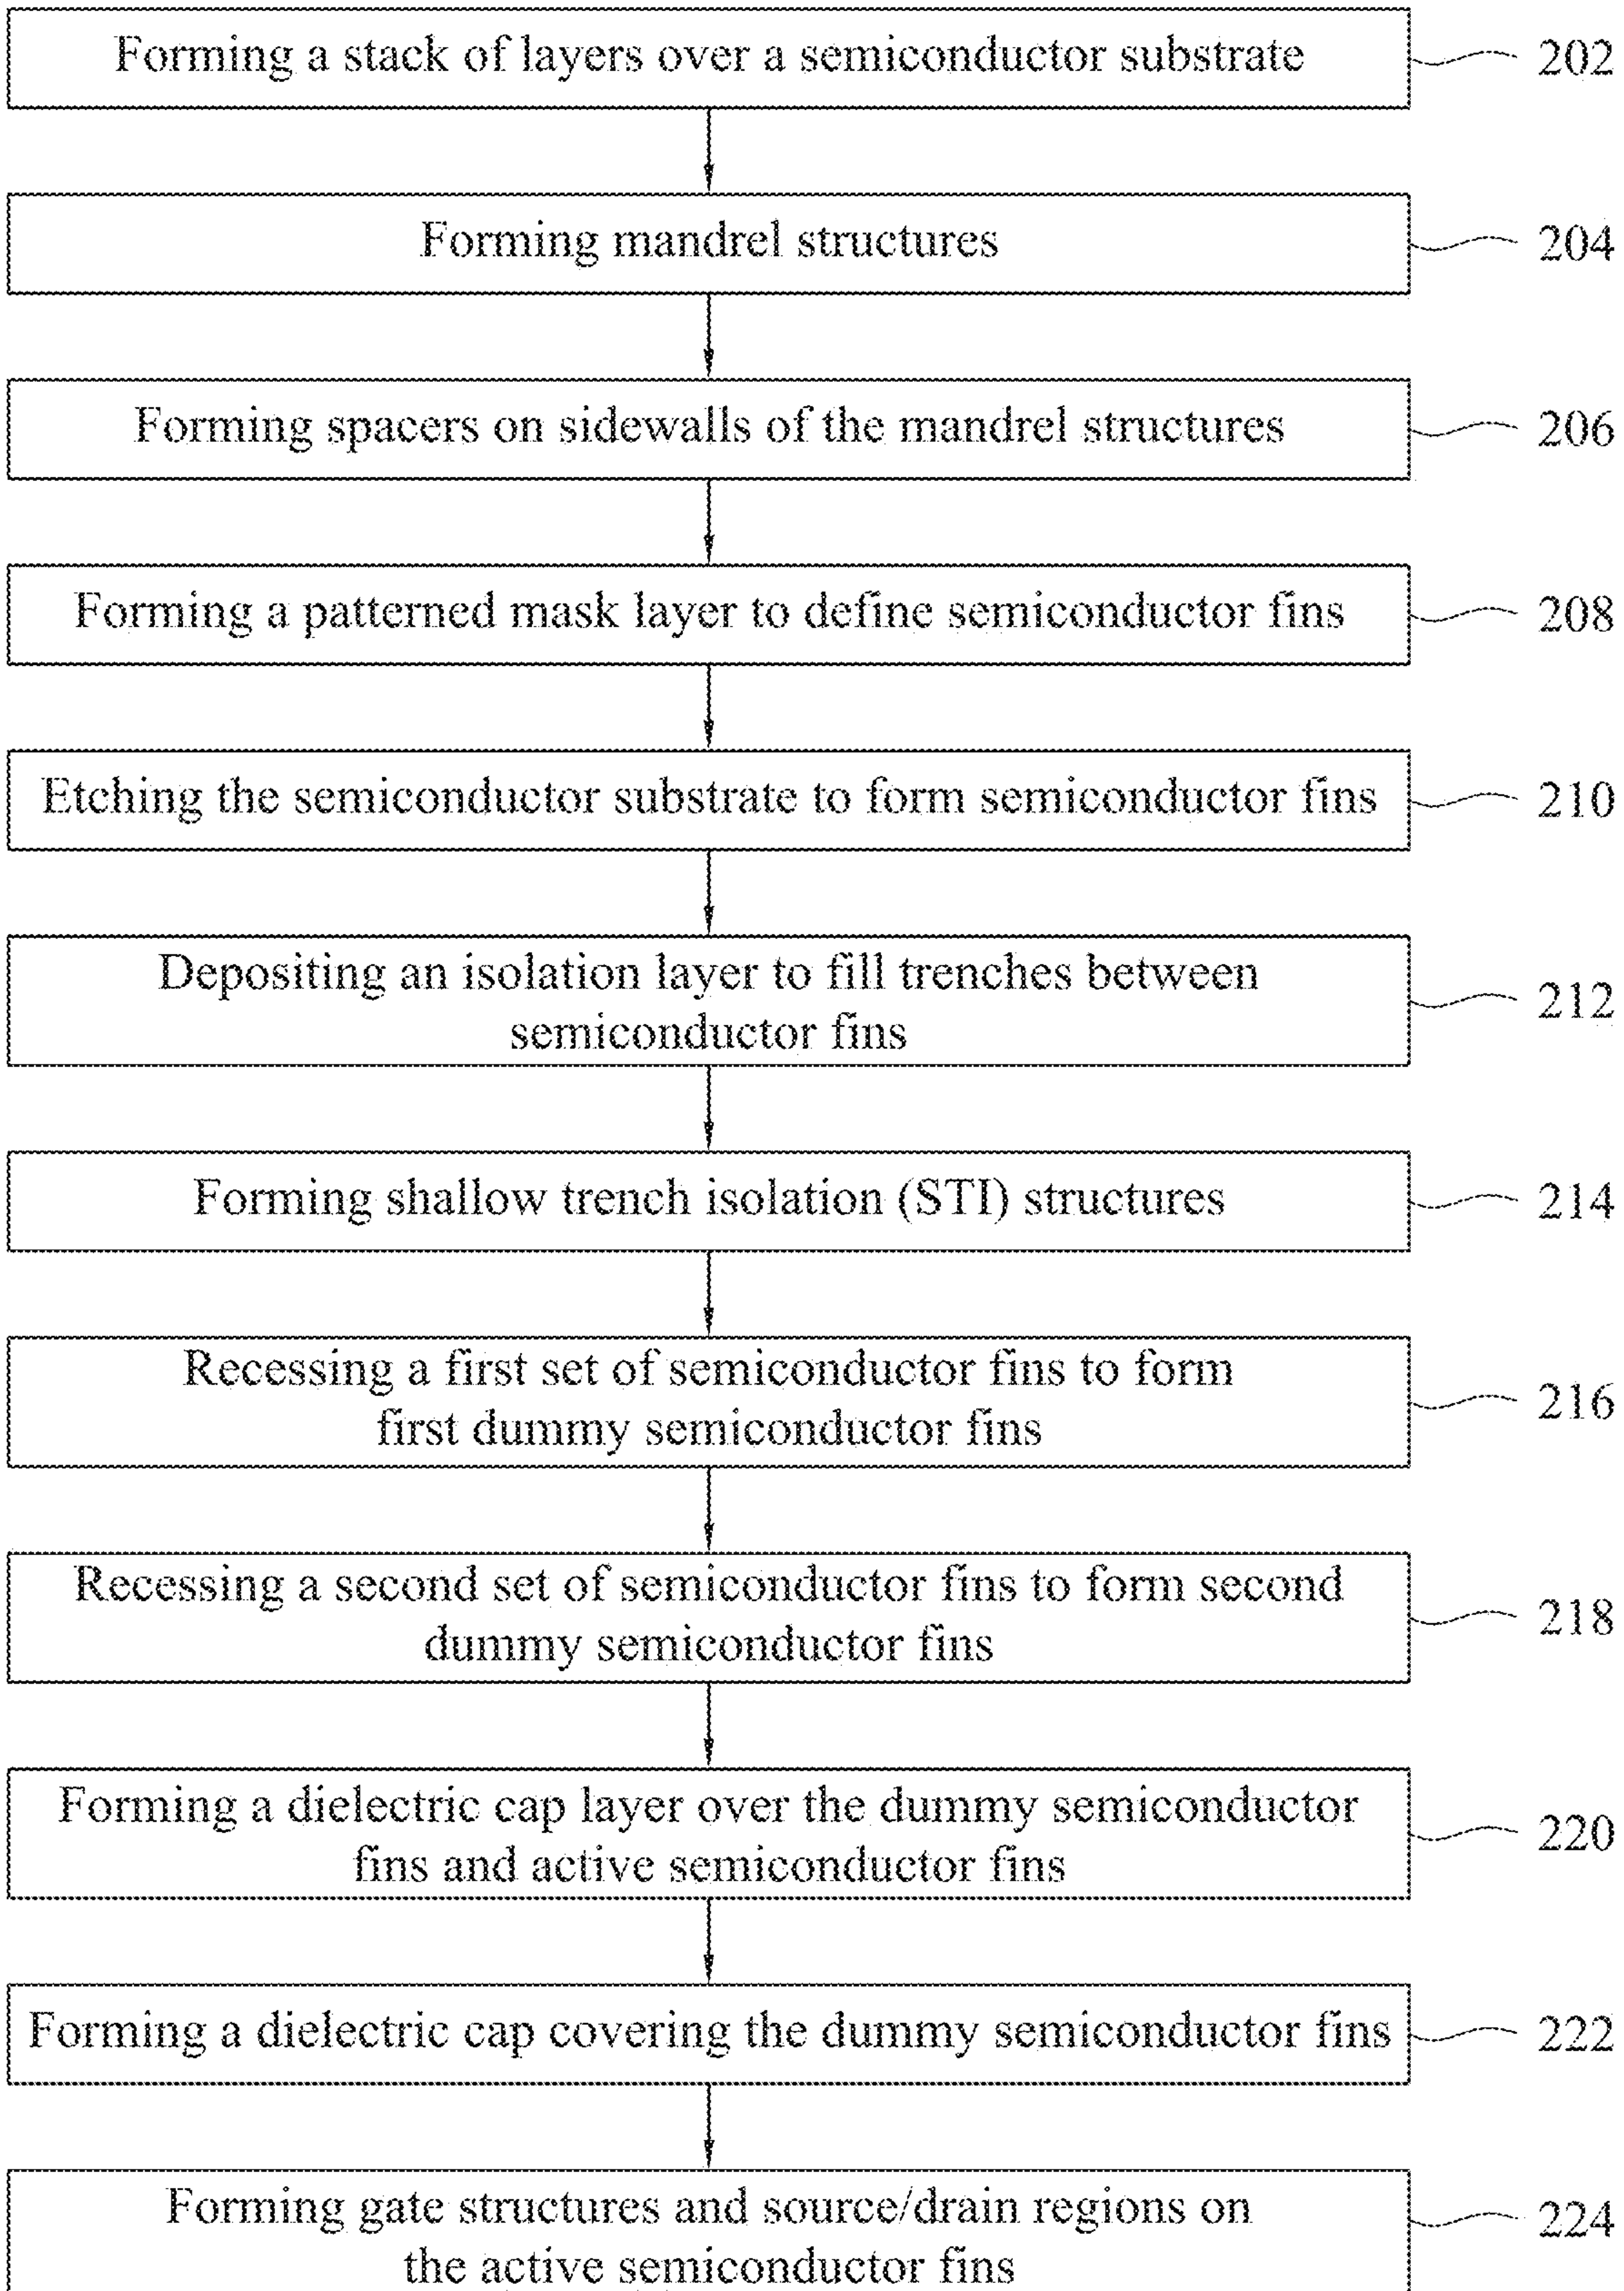 Forming a stack of layers over a semiconductor substrate
202
Forming mandrel structures
204
Forming spacers on sidewalls of the mandrel structures
206
Forming a patterned mask layer to define semiconductor fins
208
Etching the semiconductor substrate to form semiconductor fins
210
Depositing an isolation layer to fill trenches between
semiconductor fins
212
Forming shallow trench isolation (STI) structures
214
Recessing a first set of semiconductor fins to form
first dummy semiconductor fins
216
Recessing a second set of semiconductor fins to form second
dummy semiconductor fins
218
Forming a dielectric cap layer over the dummy semiconductor
fins and active semiconductor fins
220
Forming a dielectric cap covering the dummy semiconductor fins
222
Forming gate structures and source/drain regions on
the active semiconductor fins
224